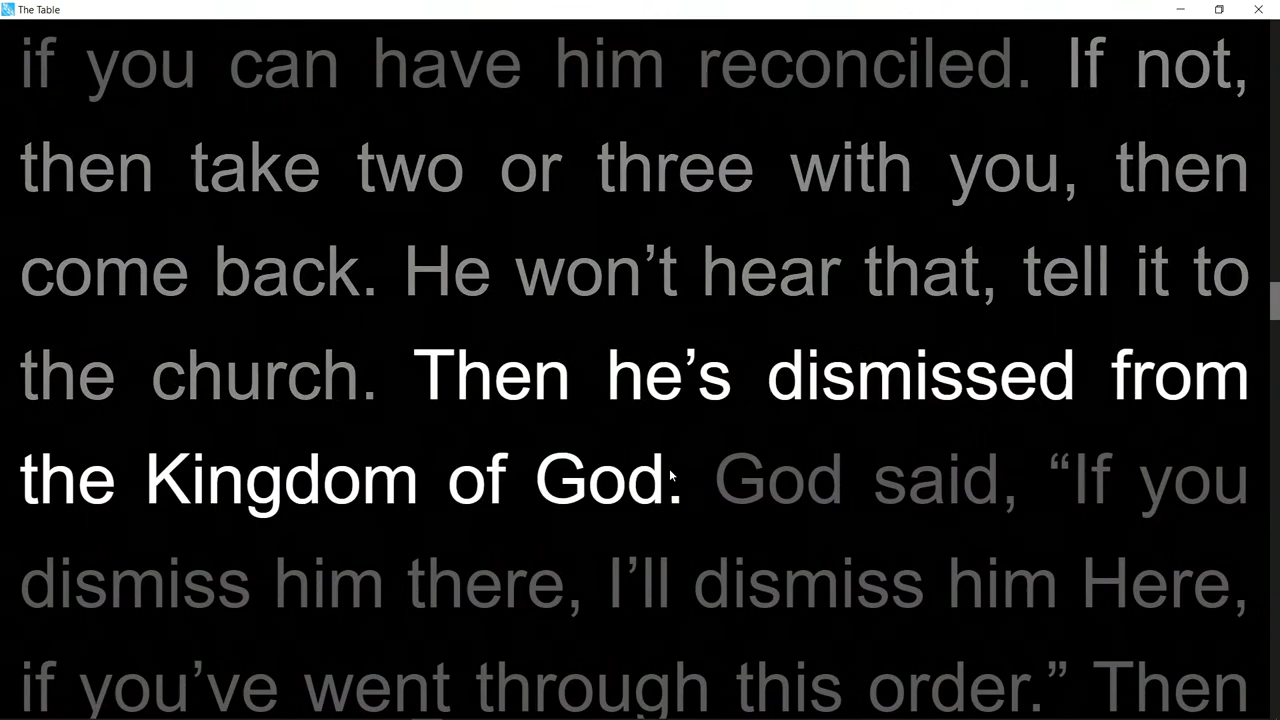 The Table
if you can have him reconciled. If not,
then take two or three with you, then
come back. He won’t hear that, tell it to
the church. Then he’s dismissed from
the Kingdom of God. God said, “If you
dismiss him there, I’ll dismiss him Here,
if you’ve went through this order.” Then